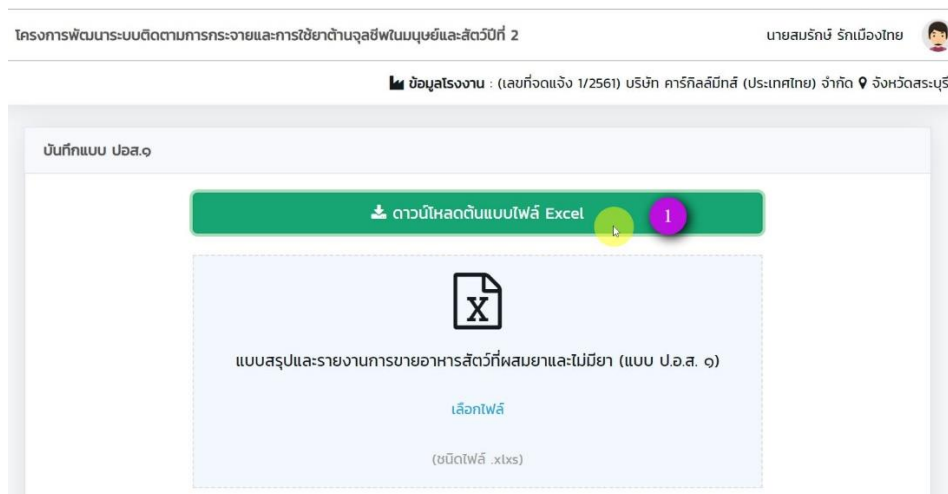 โครงการพัฒนาระบบติดตามการกระจายและการใช้ยาต้านจุลชีพในมนุษย์และสัตว์ปีที่ 2 นายสมรักษ์ รักเมืองไทย
ข้อมูลโรงงาน : (เลขที่จดแจ้ง 1/2561) บริษัท คาร์กิลล์มีทส์ (ประเทศไทย) จำกัด จังหวัดสระบุรี
บันทึกแบบ ปอส.๑
ดาวน์โหลดต้นแบบไฟล์ Excel 1
X
แบบสรุปและรายงานการขายอาหารสัตว์ที่ผสมยาและไม่มียา (แบบ ป.อ.ส. ๑)
เลือกไฟล์
(ชนิดไฟล์ .xlxs)